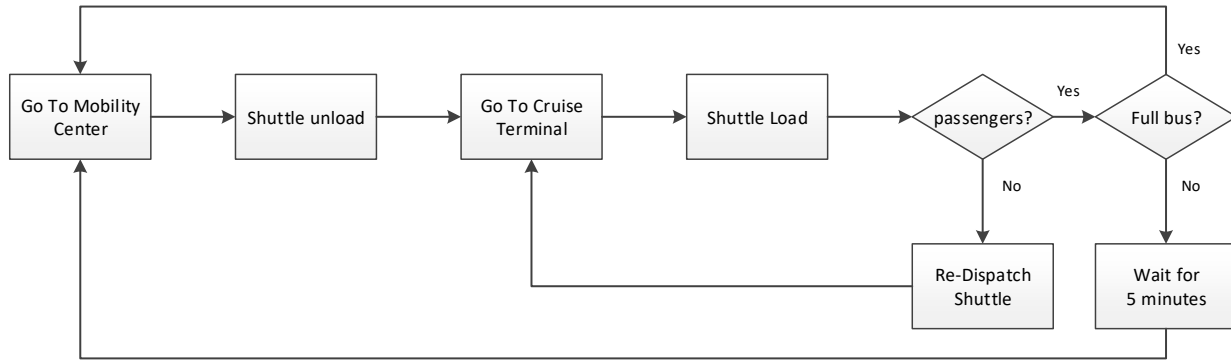 Yes
Go To Mobility
Center
Shuttle unload
Go To Cruise
Terminal
Shuttle Load
passengers?
Yes
Full bus?
No
No
Re-Dispatch
Shuttle
Wait for
5 minutes